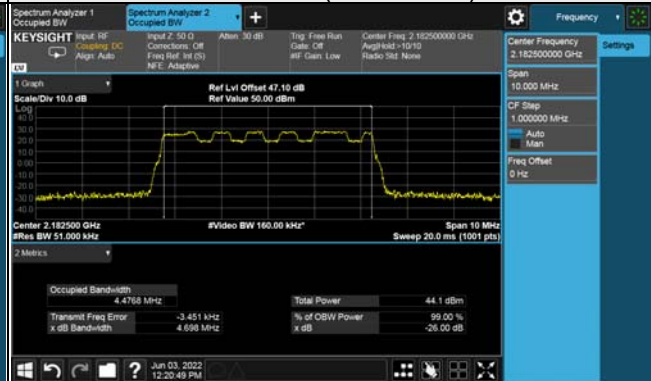 Spectrum Analyzer 1
Occupied BW
Spectrum Analyzer 2
Occupied BW
Frequency
KEYSIGHT
Input: RF
Coupling: DC
Align: Auto
Input Z: 50 Ω
Corrections: Off
Freq Ref: Int (S)
NFE: Adaptive
Atten: 30 dB
Trig: Free Run
Gate: Off
#IF Gain: Low
Center Freq: 2.182500000 GHz
Avg|Hold:>10/10
Radio Std: None
LXI
1 Graph
Scale/Div 10.0 dB
Ref Lvl Offset 47.10 dB
Ref Value 50.00 dBm
Log
40.0
30.0
20.0
10.0
0.00
-10.0
-20.0
-30.0
-40.0
Center 2.182500 GHz
#Res BW 51.000 kHz
#Video BW 160.00 kHz*
Span 10 MHz
Sweep 20.0 ms (1001 pts)
2 Metrics
Occupied Bandwidth
4.4768 MHz
Total Power
44.1 dBm
Transmit Freq Error
-3.451 kHz
% of OBW Power
99.00 %
x dB Bandwidth
4.698 MHz
x dB
-26.00 dB
Jun 03, 2022
12:20:49 PM
Center Frequency
2.182500000 GHz
Settings
Span
10.000 MHz
CF Step
1.000000 MHz
Auto
Man
Freq Offset
0 Hz